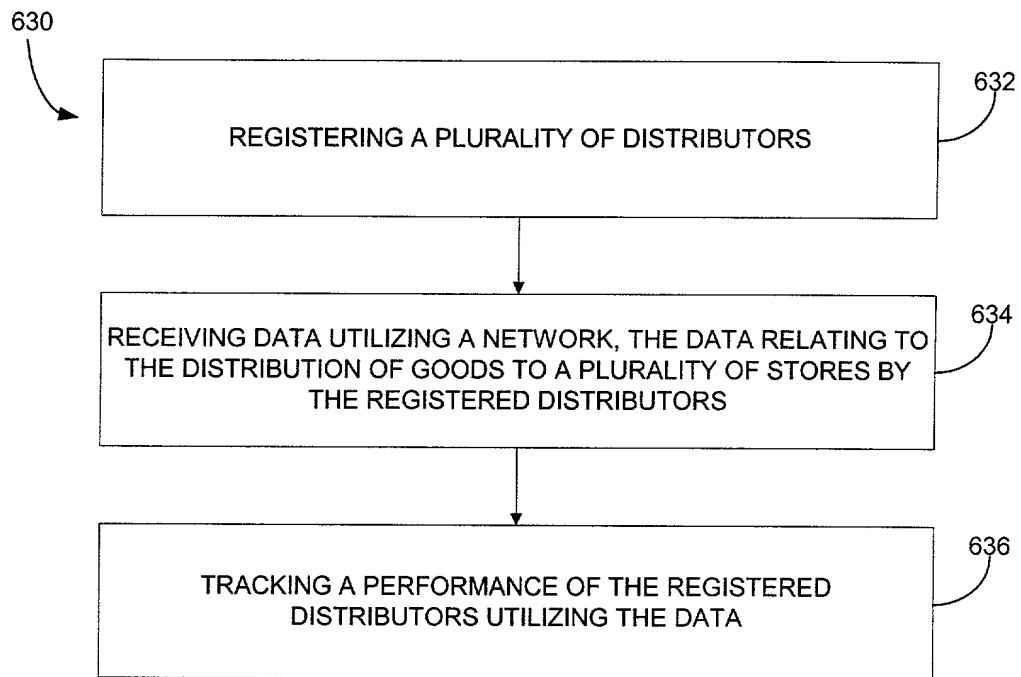 630
632
REGISTERING A PLURALITY OF DISTRIBUTORS
634
RECEIVING DATA UTILIZING A NETWORK, THE DATA RELATING TO
THE DISTRIBUTION OF GOODS TO A PLURALITY OF STORES BY
THE REGISTERED DISTRIBUTORS
636
TRACKING A PERFORMANCE OF THE REGISTERED
DISTRIBUTORS UTILIZING THE DATA